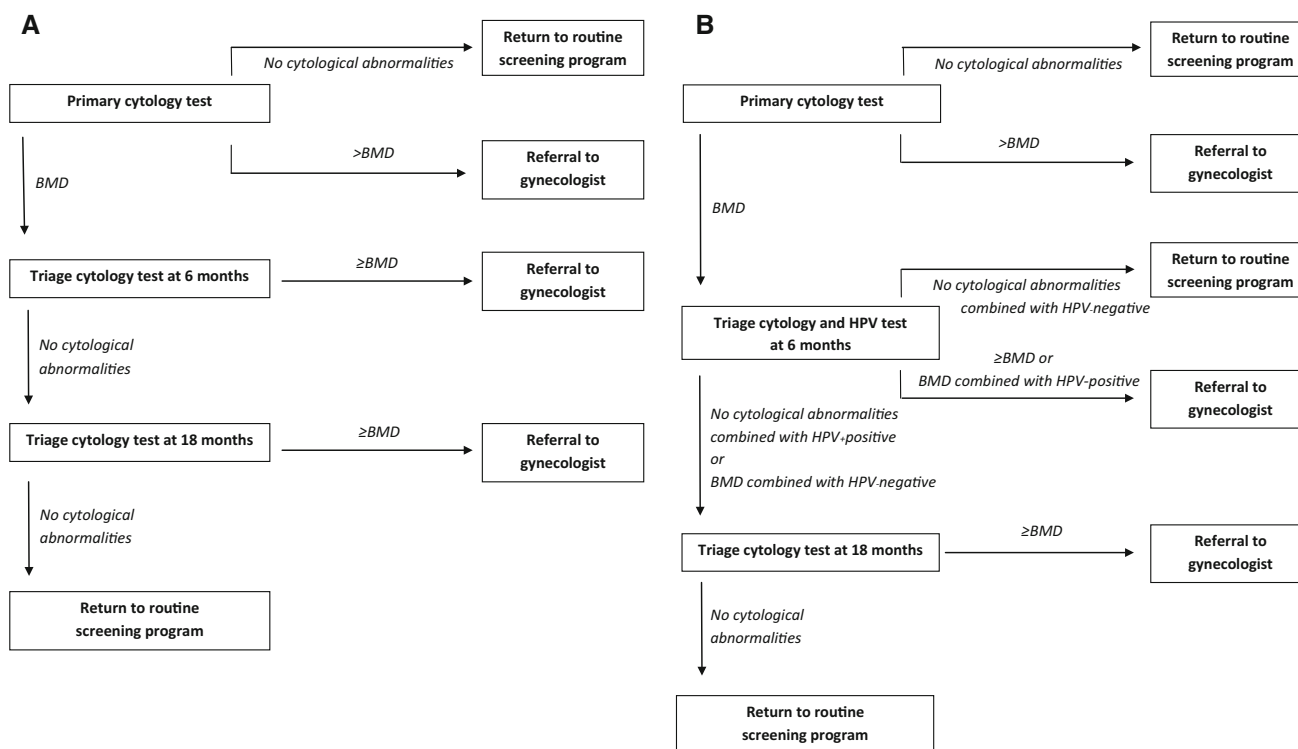 A
No cytological abnormalities
Return to routine
screening program
Primary cytology test
>BMD
Referral to
gynecologist
BMD
Triage cytology test at 6 months
≥BMD
Referral to
gynecologist
No cytological
abnormalities
Triage cytology test at 18 months
≥BMD
Referral to
gynecologist
No cytological
abnormalities
Return to routine
screening program
B
No cytological abnormalities
Return to routine
screening program
Primary cytology test
>BMD
Referral to
gynecologist
BMD
No cytological abnormalities
combined with HPV-negative
Return to routine
screening program
Triage cytology and HPV test
at 6 months
≥BMD or
BMD combined with HPV-positive
Referral to
gynecologist
No cytological abnormalities
combined with HPV+positive
or
BMD combined with HPV-negative
Triage cytology test at 18 months
≥BMD
Referral to
gynecologist
No cytological
abnormalities
Return to routine
screening program